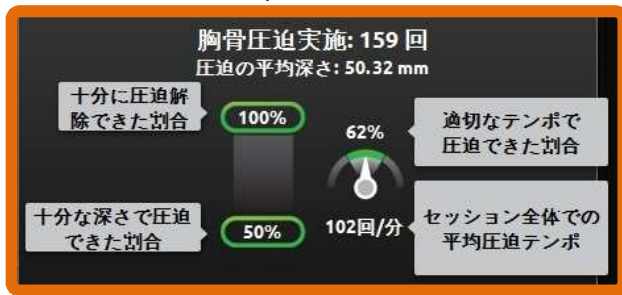 胸骨圧迫実施: 159 回
圧迫の平均深さ: 50.32 mm
十分に圧迫解
除できた割合
100%
62%
適切なテンポで
圧迫できた割合
十分な深さで圧迫
できた割合
50%
102回/分
セッション全体での
平均圧迫テンポ